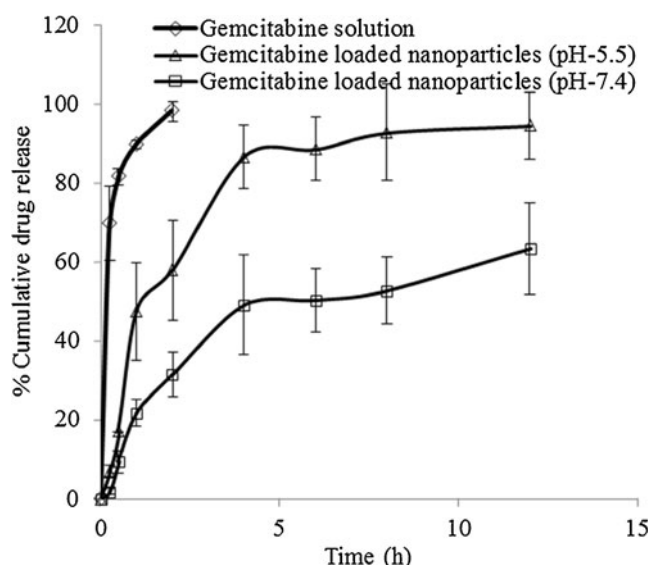 120
100
80
60
40
20
0
% Cumulative drug release
Gemcitabine solution
Gemcitabine loaded nanoparticles (pH-5.5)
Gemcitabine loaded nanoparticles (pH-7.4)
0 5 10 15
Time (h)